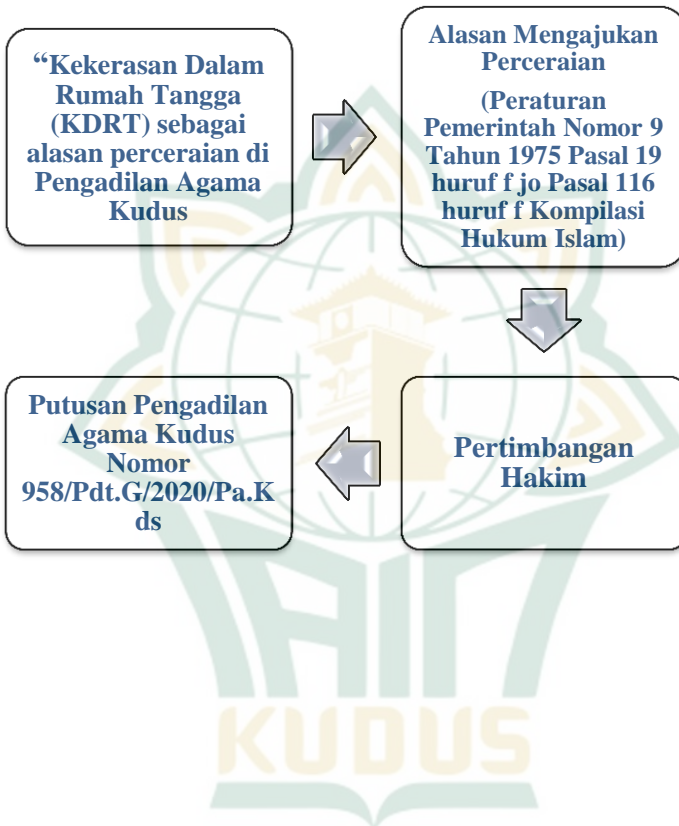 “Kekerasan Dalam
Rumah Tangga
(KDRT) sebagai
alasan perceraian di
Pengadilan Agama
Kudus
Alasan Mengajukan
Perceraian
(Peraturan
Pemerintah Nomor 9
Tahun 1975 Pasal 19
huruf f jo Pasal 116
huruf f Kompilasi
Hukum Islam)
Pertimbangan
Hakim
Putusan Pengadilan
Agama Kudus
Nomor
958/Pdt.G/2020/Pa.K
ds
IAIN
KUDUS